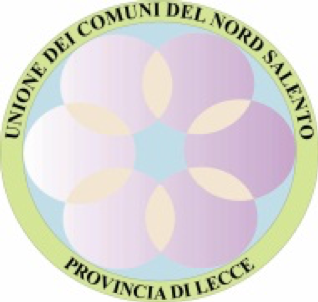 UNIONE DEI COMUNI DEL NORD SALENTO
PROVINCIA DI LECCE